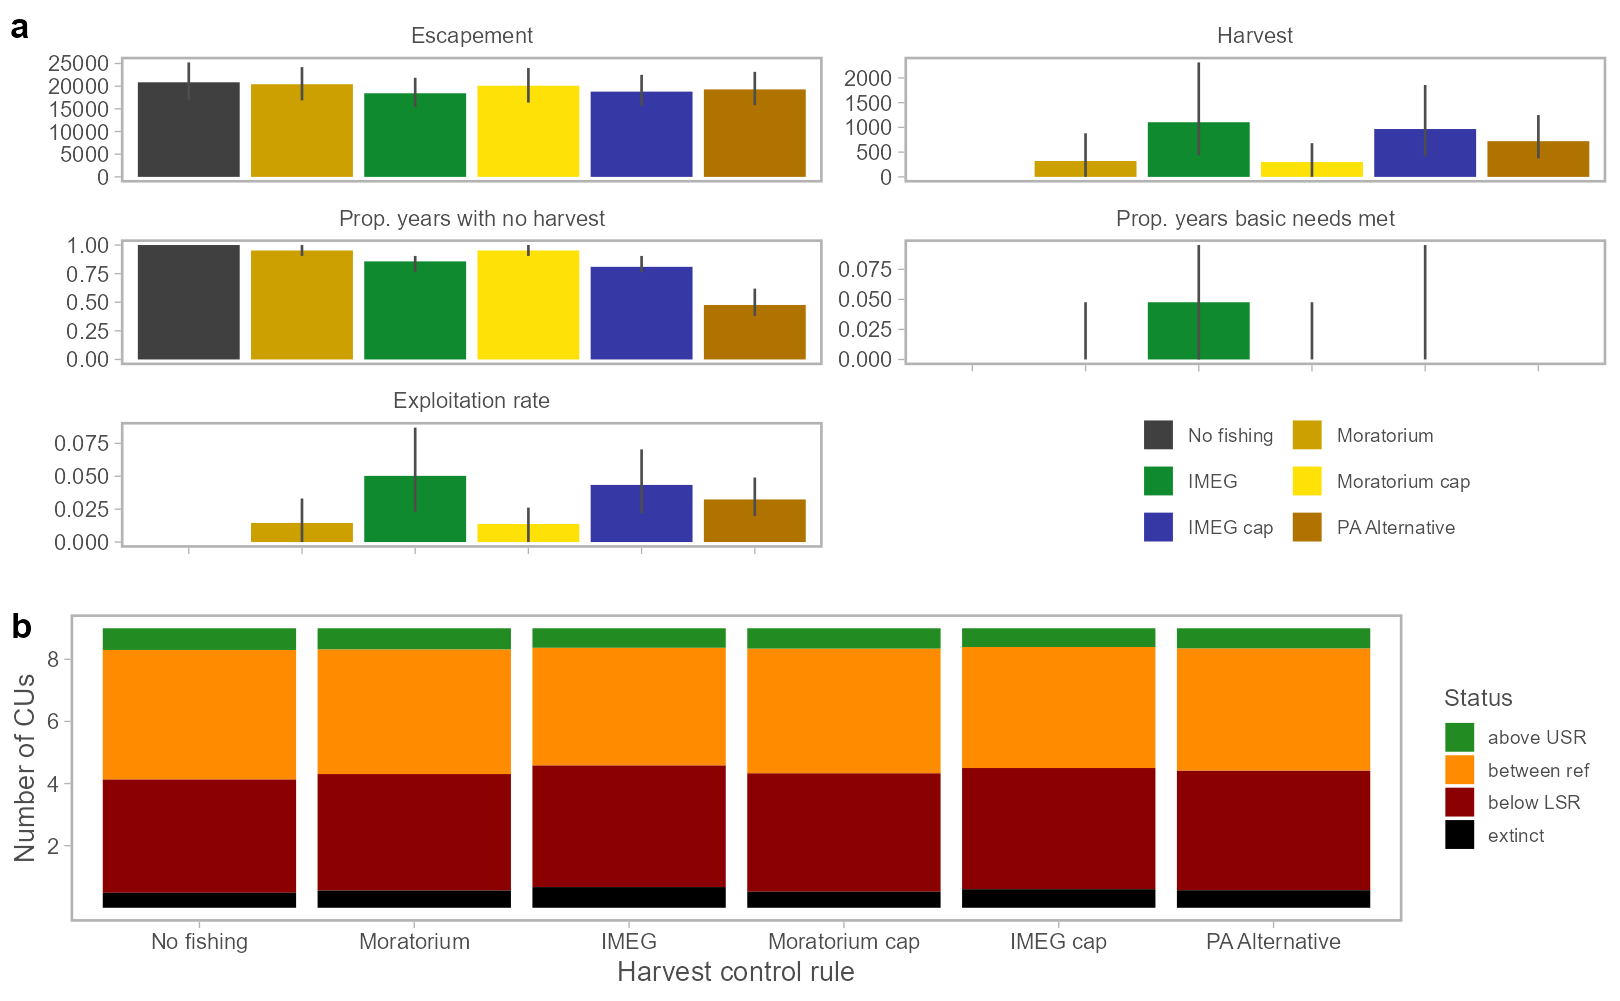 a
Escapement
Harvest
25000
20000
15000
10000
5000
0
2000
1500
1000
500
0
Prop. years with no harvest
Prop. years basic needs met
1.00
0.75
0.50
0.25
0.00
0.075
0.050
0.025
0.000
Exploitation rate
0.075
0.050
0.025
0.000
No fishing
Moratorium
IMEG
Moratorium cap
IMEG cap
PA Alternative
b
Number of CUs
8
6
4
2
No fishing
Moratorium
IMEG
Moratorium cap
IMEG cap
PA Alternative
Harvest control rule
Status
above USR
between ref
below LSR
extinct